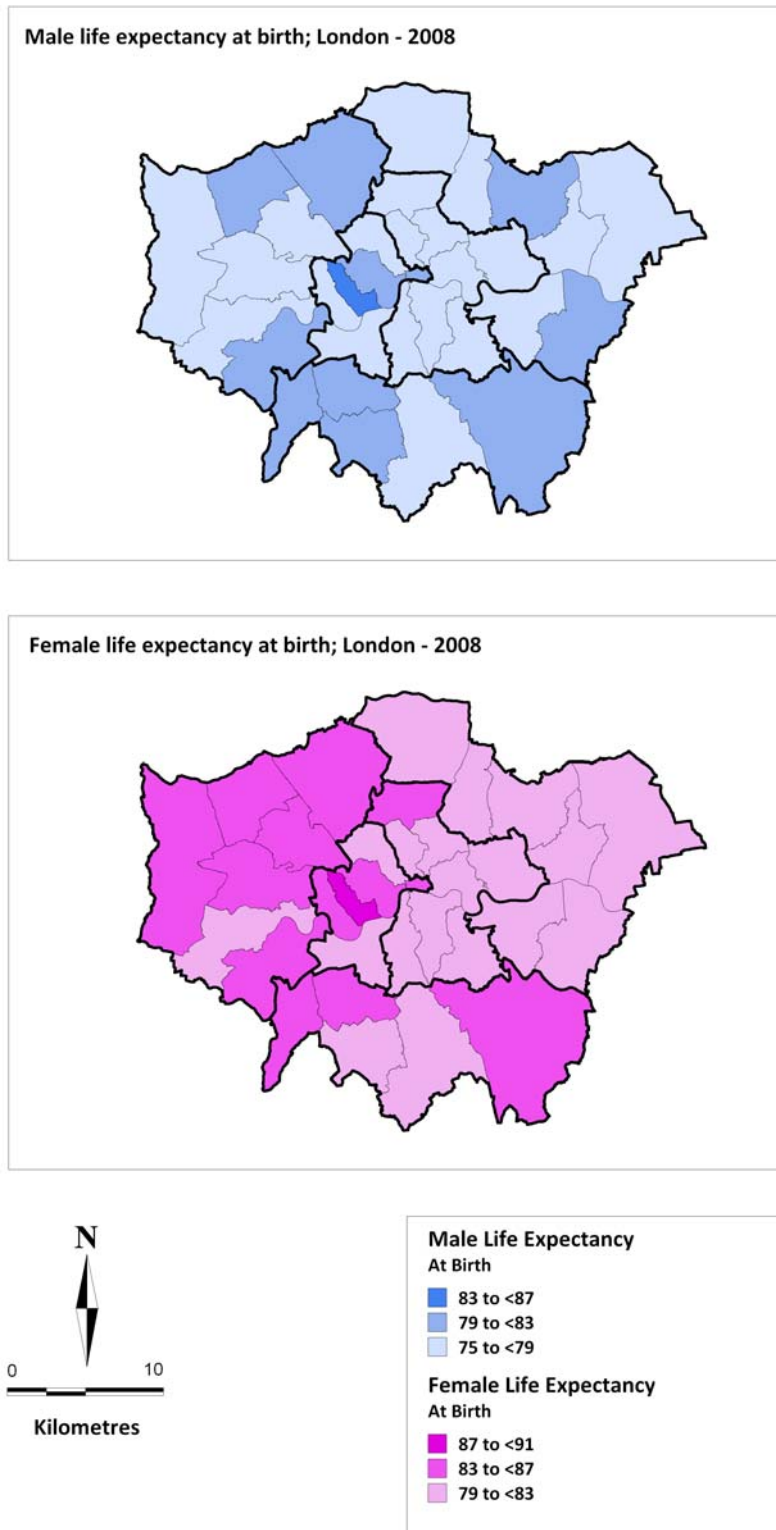 Male life expectancy at birth; London - 2008
Female life expectancy at birth; London - 2008
N
0 10
Kilometres
Male Life Expectancy
At Birth
83 to <87
79 to <83
75 to <79
Female Life Expectancy
At Birth
87 to <91
83 to <87
79 to <83